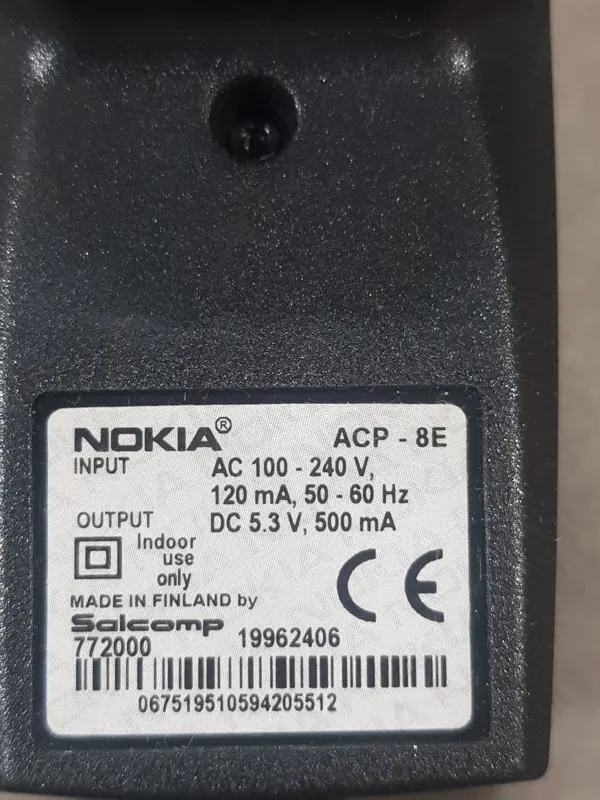 NOKIA® ACP - 8E
INPUT AC 100 - 240 V,
120 mA, 50 - 60 Hz
OUTPUT DC 5.3 V, 500 mA
Indoor
use
only
CE
MADE IN FINLAND by
Salcomp
772000 19962406
067519510594205512